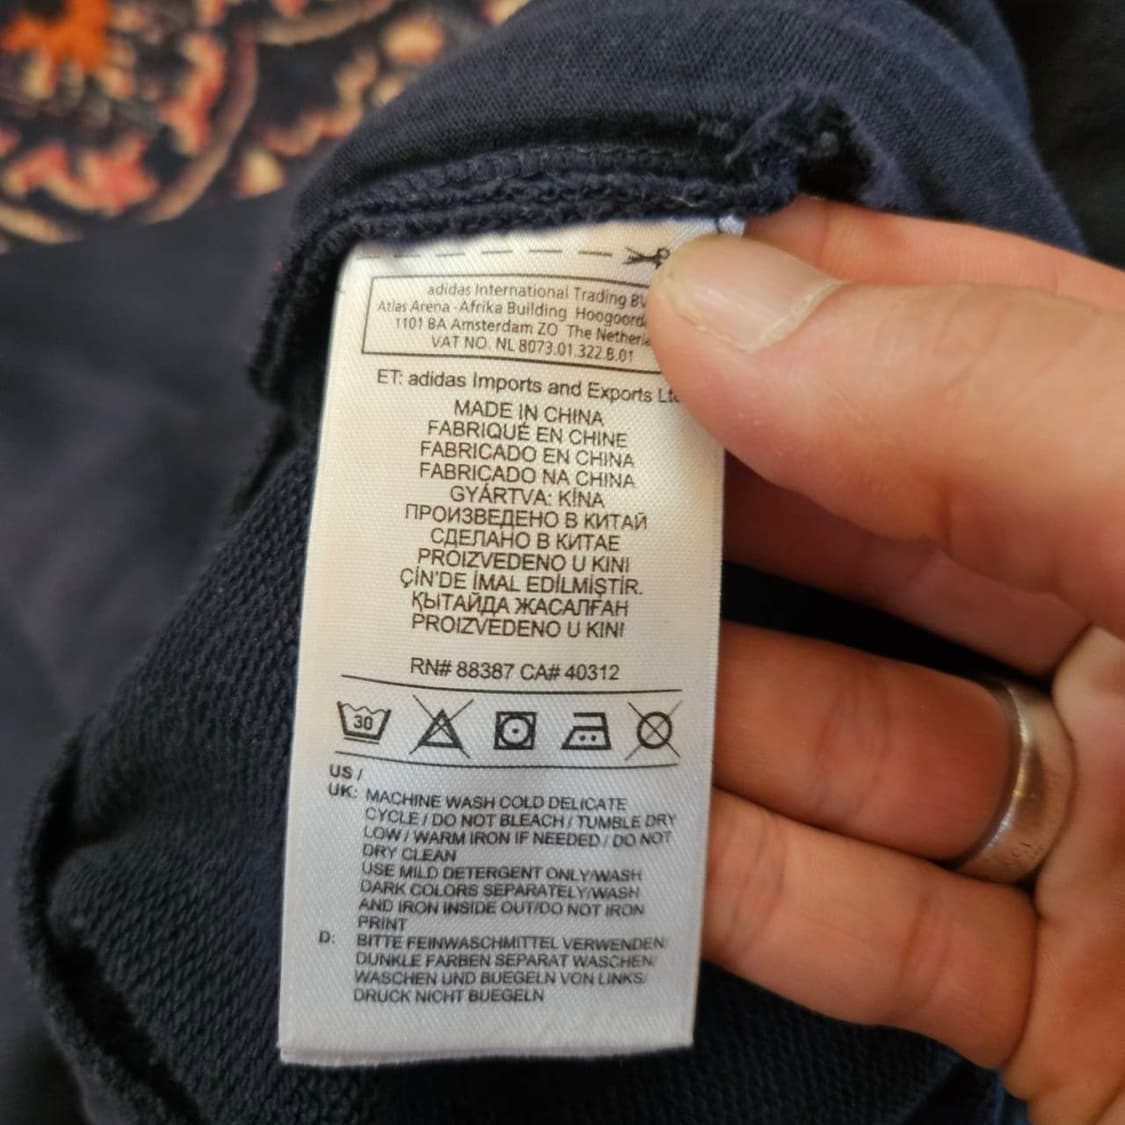 adidas International Trading BV
Atlas Arena - Afrika Building Hoogoord
1101 BA Amsterdam ZO The
VAT NO. NL 8073.01.322.B.01
ET: adidas Imports and Exports
MADE IN CHINA
FABRIQUÉ EN CHINE
FABRICADO EN CHINA
FABRICADO NA CHINA
GYÁRTVA: KÍNA
ПРОИЗВЕДЕНО В КИТАЙ
СДЕЛАНО В КИТАЕ
PROIZVEDENO U KINI
ÇİN'DE İMAL EDİLMİŞTİR.
ҚЫТАЙДА ЖАСАЛҒАН
PROIZVEDENO U KINI
RN# 88387 CA# 40312
30
US /
UK: MACHINE WASH COLD DELICATE
CYCLE / DO NOT BLEACH / TUMBLE DRY
LOW / WARM IRON IF NEEDED / DO NOT
DRY CLEAN
USE MILD DETERGENT ONLY/WASH
DARK COLORS SEPARATELY/WASH
AND IRON INSIDE OUT/DO NOT IRON
PRINT
D: BITTE FEINWASCHMITTEL VERWENDEN/
DUNKLE FARBEN SEPARAT WASCHEN/
WASCHEN UND BUEGELN VON LINKS/
DRUCK NICHT BUEGELN